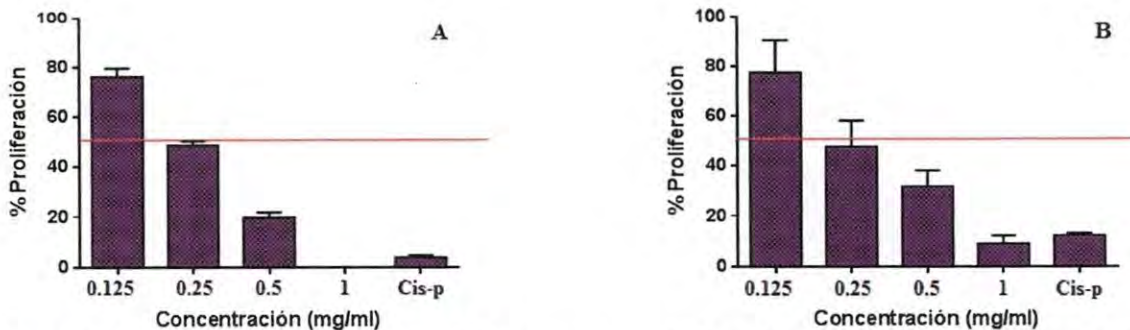 A
% Proliferación
100
80
60
40
20
0
0.125 0.25 0.5 1 Cis-p
Concentración (mg/ml)
B
% Proliferación
100
80
60
40
20
0
0.125 0.25 0.5 1 Cis-p
Concentración (mg/ml)